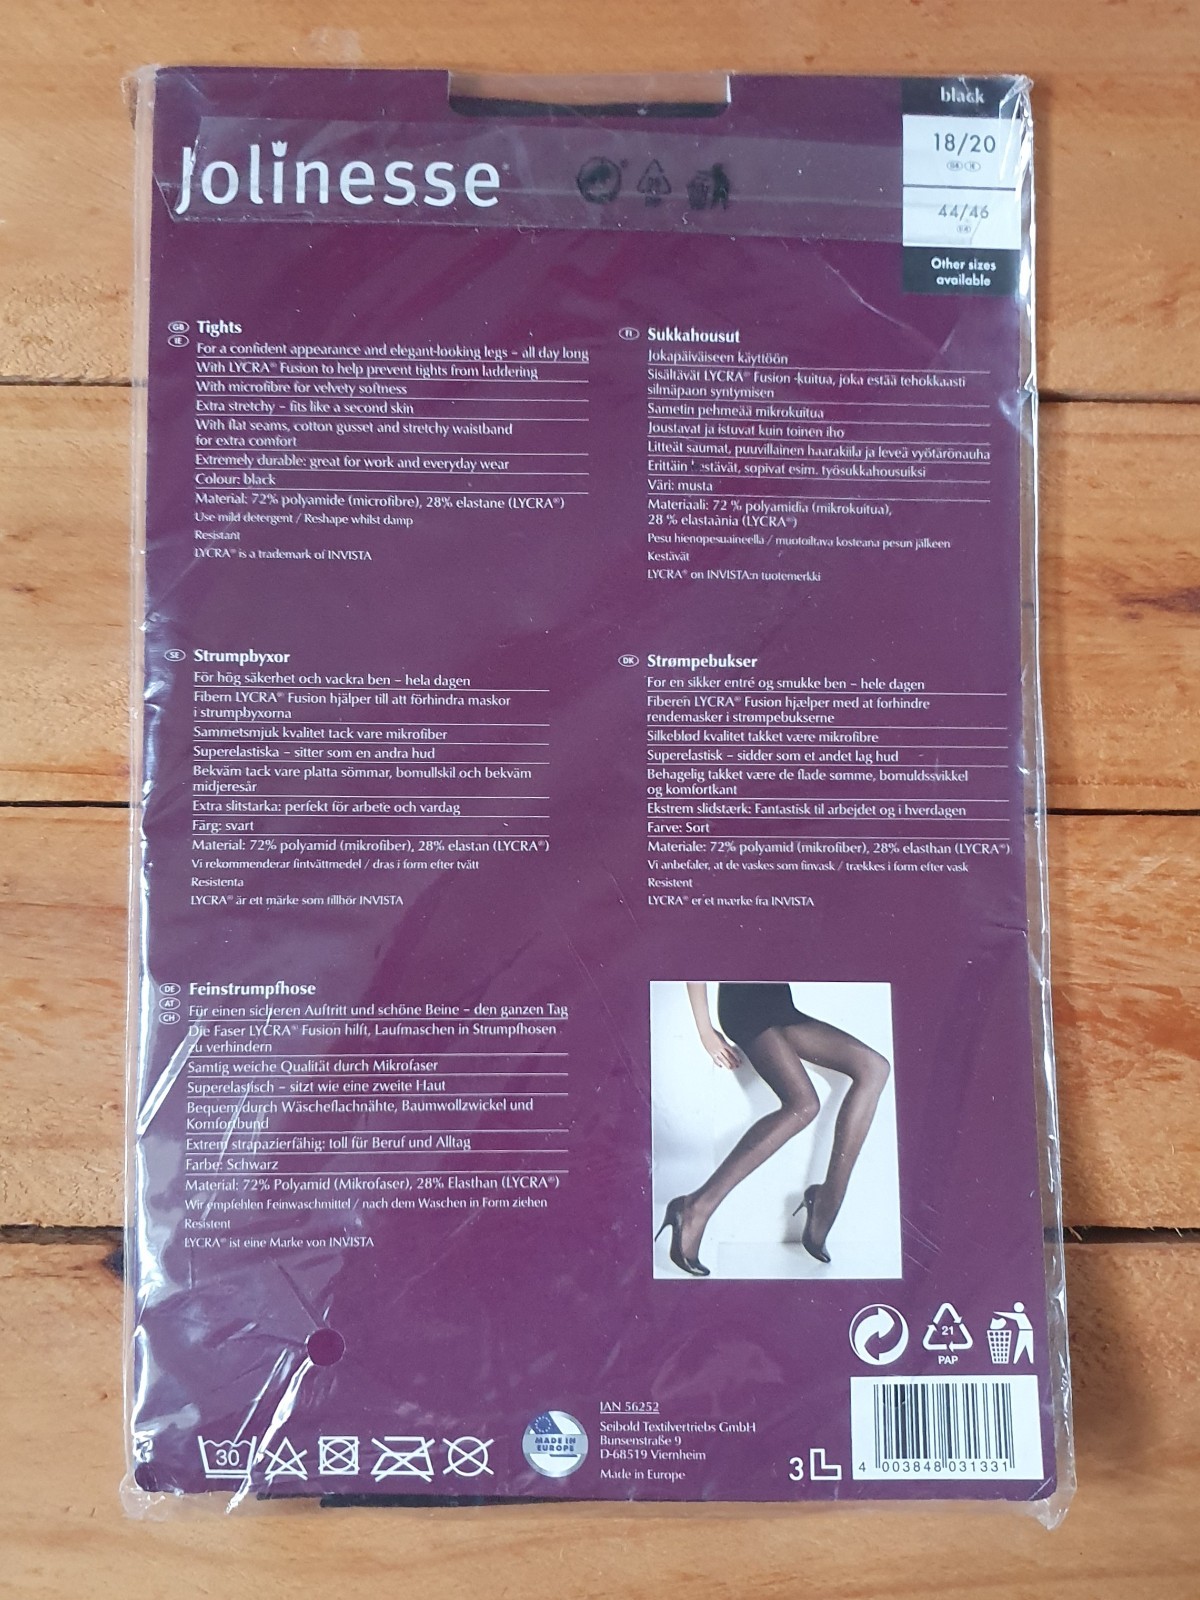 black
Jolinesse
18/20
GB IE
44/46
Other sizes
available
GB IE Tights
For a confident appearance and elegant-looking legs – all day long
With LYCRA® Fusion to help prevent tights from laddering
With microfibre for velvety softness
Extra stretchy – fits like a second skin
With flat seams, cotton gusset and stretchy waistband
for extra comfort
Extremely durable: great for work and everyday wear
Colour: black
Material: 72% polyamide (microfibre), 28% elastane (LYCRA®)
Use mild detergent / Reshape whilst damp
Resistant
LYCRA® is a trademark of INVISTA
FI Sukkahousut
Jokapäiväiseen käyttöön
Sisältävät LYCRA® Fusion -kuitua, joka estää tehokkaasti
silmäpaon syntymisen
Sametin pehmeää mikrokuitua
Joustavat ja istuvat kuin toinen iho
Litteät saumat, puuvillainen haarakiila ja leveä vyötärönauha
Erittäin sopivat esim. työsukkahousuiksi
Väri: musta
Materiaali: 72 % polyamidia (mikrokuitua),
28 % elastaania (LYCRA®)
Pesu hienopesuaineella / muotoiltava kosteana pesun jälkeen
Kestävät
LYCRA® on INVISTA:n tuotemerkki
SE Strumpbyxor
För hög säkerhet och vackra ben – hela dagen
Fibern LYCRA® Fusion hjälper till att förhindra maskor
i strumpbyxorna
Sammetsmjuk kvalitet tack vare mikrofiber
Superelastiska – sitter som en andra hud
Bekväm tack vare platta sömmar, bomullskil och bekväm
midjeresår
Extra slitstarka: perfekt för arbete och vardag
Färg: svart
Material: 72% polyamid (mikrofiber), 28% elastan (LYCRA®)
Vi rekommenderar fintvättmedel / dras i form efter tvätt
Resistenta
LYCRA® är ett märke som tillhör INVISTA
DK Strømpebukser
For en sikker entré og smukke ben – hele dagen
Fiberen LYCRA® Fusion hjælper med at forhindre
rendemasker i strømpebukserne
Silkeblød kvalitet takket være mikrofibre
Superelastisk – sidder som et andet lag hud
Behagelig takket være de flade sømme, bomuldssvikkel
og komfortkant
Ekstrem slidstærk: Fantastisk til arbejdet og i hverdagen
Farve: Sort
Materiale: 72% polyamid (mikrofiber), 28% elasthan (LYCRA®)
Vi anbefaler, at de vaskes som finvask / trækkes i form efter vask
Resistent
LYCRA® er et mærke fra INVISTA
DE AT CH Feinstrumpfhose
Für einen sicheren Auftritt und schöne Beine – den ganzen Tag
Die Faser LYCRA® Fusion hilft, Laufmaschen in Strumpfhosen
zu verhindern
Samtig weiche Qualität durch Mikrofaser
Superelastisch – sitzt wie eine zweite Haut
Bequem durch Wäscheflachnähte, Baumwollzwickel und
Komfortbund
Extrem strapazierfähig: toll für Beruf und Alltag
Farbe: Schwarz
Material: 72% Polyamid (Mikrofaser), 28% Elasthan (LYCRA®)
Wir empfehlen Feinwaschmittel / nach dem Waschen in Form ziehen
Resistent
LYCRA® ist eine Marke von INVISTA
21
PAP
30
MADE IN
EUROPE
IAN 56252
Seibold Textilvertriebs GmbH
Bunsenstraße 9
D-68519 Viernheim
Made in Europe
3L
4 003848 031331